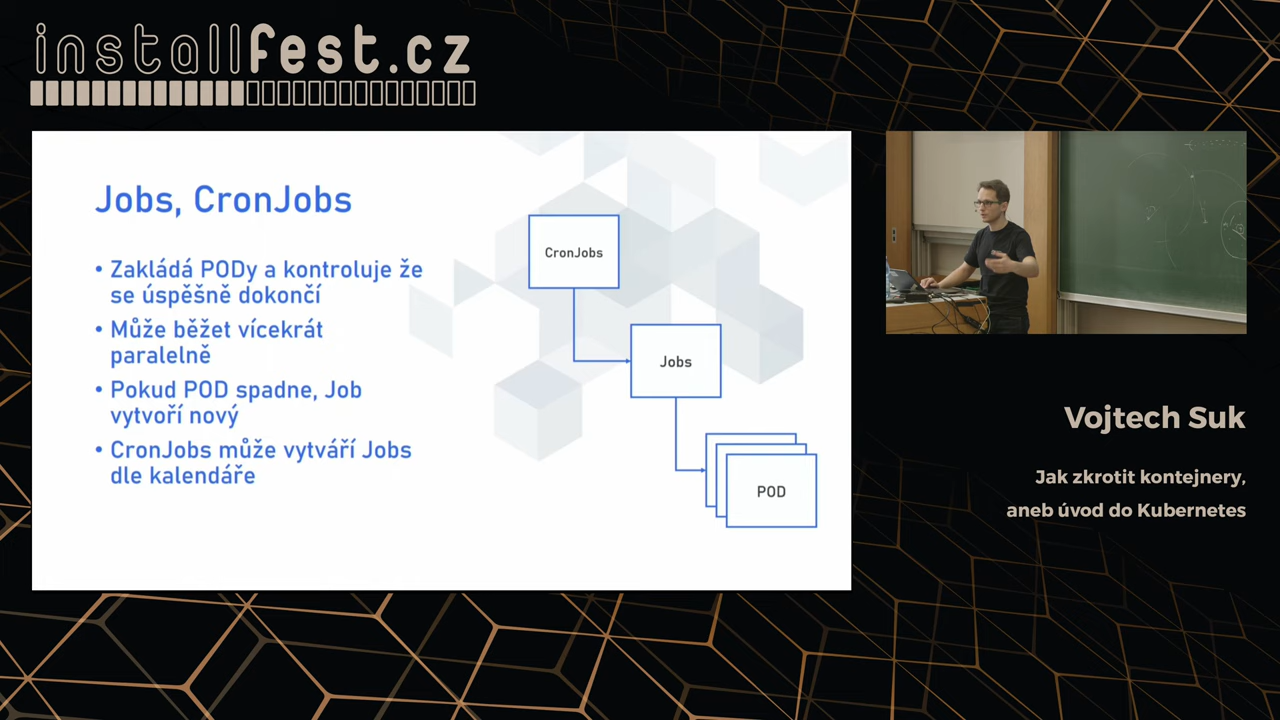 installfest.cz
Jobs, CronJobs
• Zakládá PODy a kontroluje že
se úspěšně dokončí
• Může běžet vícekrát
paralelně
• Pokud POD spadne, Job
vytvoří nový
• CronJobs může vytváří Jobs
dle kalendáře
CronJobs
Jobs
POD
Vojtech Suk
Jak zkrotit kontejnery,
aneb úvod do Kubernetes